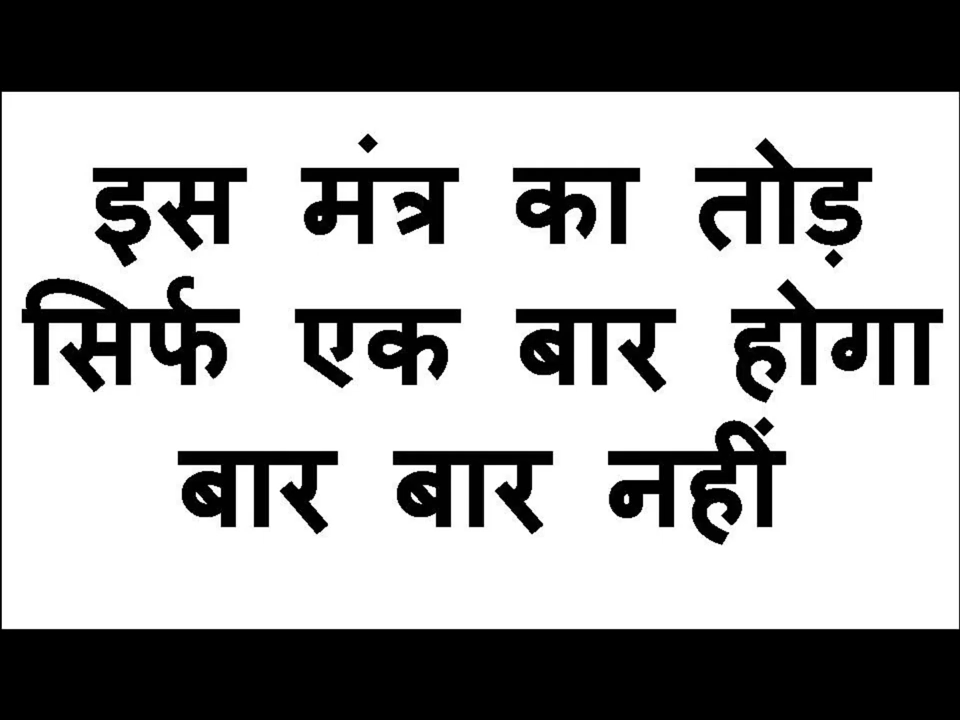 इस मंत्र का तोड़
सिर्फ एक बार होगा
बार बार नहीं